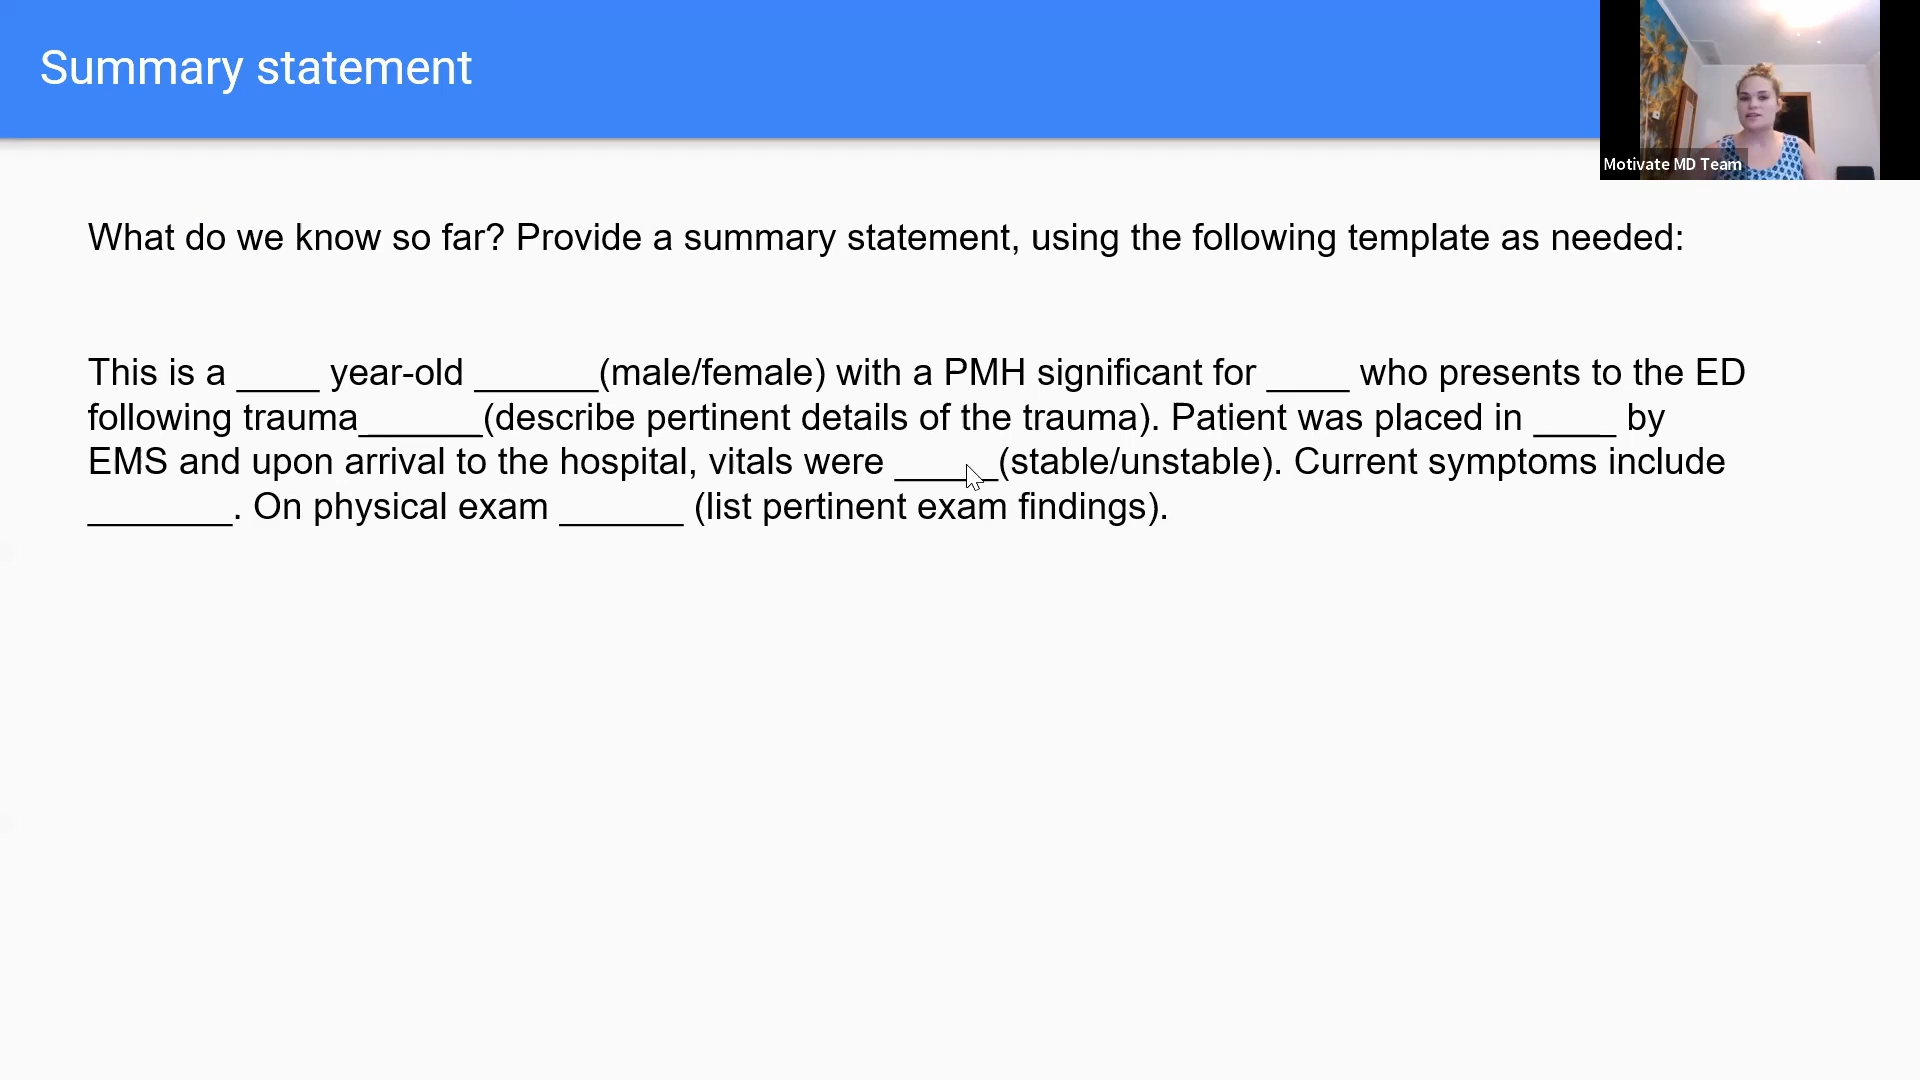 Summary statement
Motivate MD Team
What do we know so far? Provide a summary statement, using the following template as needed:
This is a ____ year-old ______(male/female) with a PMH significant for ____ who presents to the ED
following trauma______(describe pertinent details of the trauma). Patient was placed in ____ by
EMS and upon arrival to the hospital, vitals were _____(stable/unstable). Current symptoms include
_______. On physical exam ______ (list pertinent exam findings).